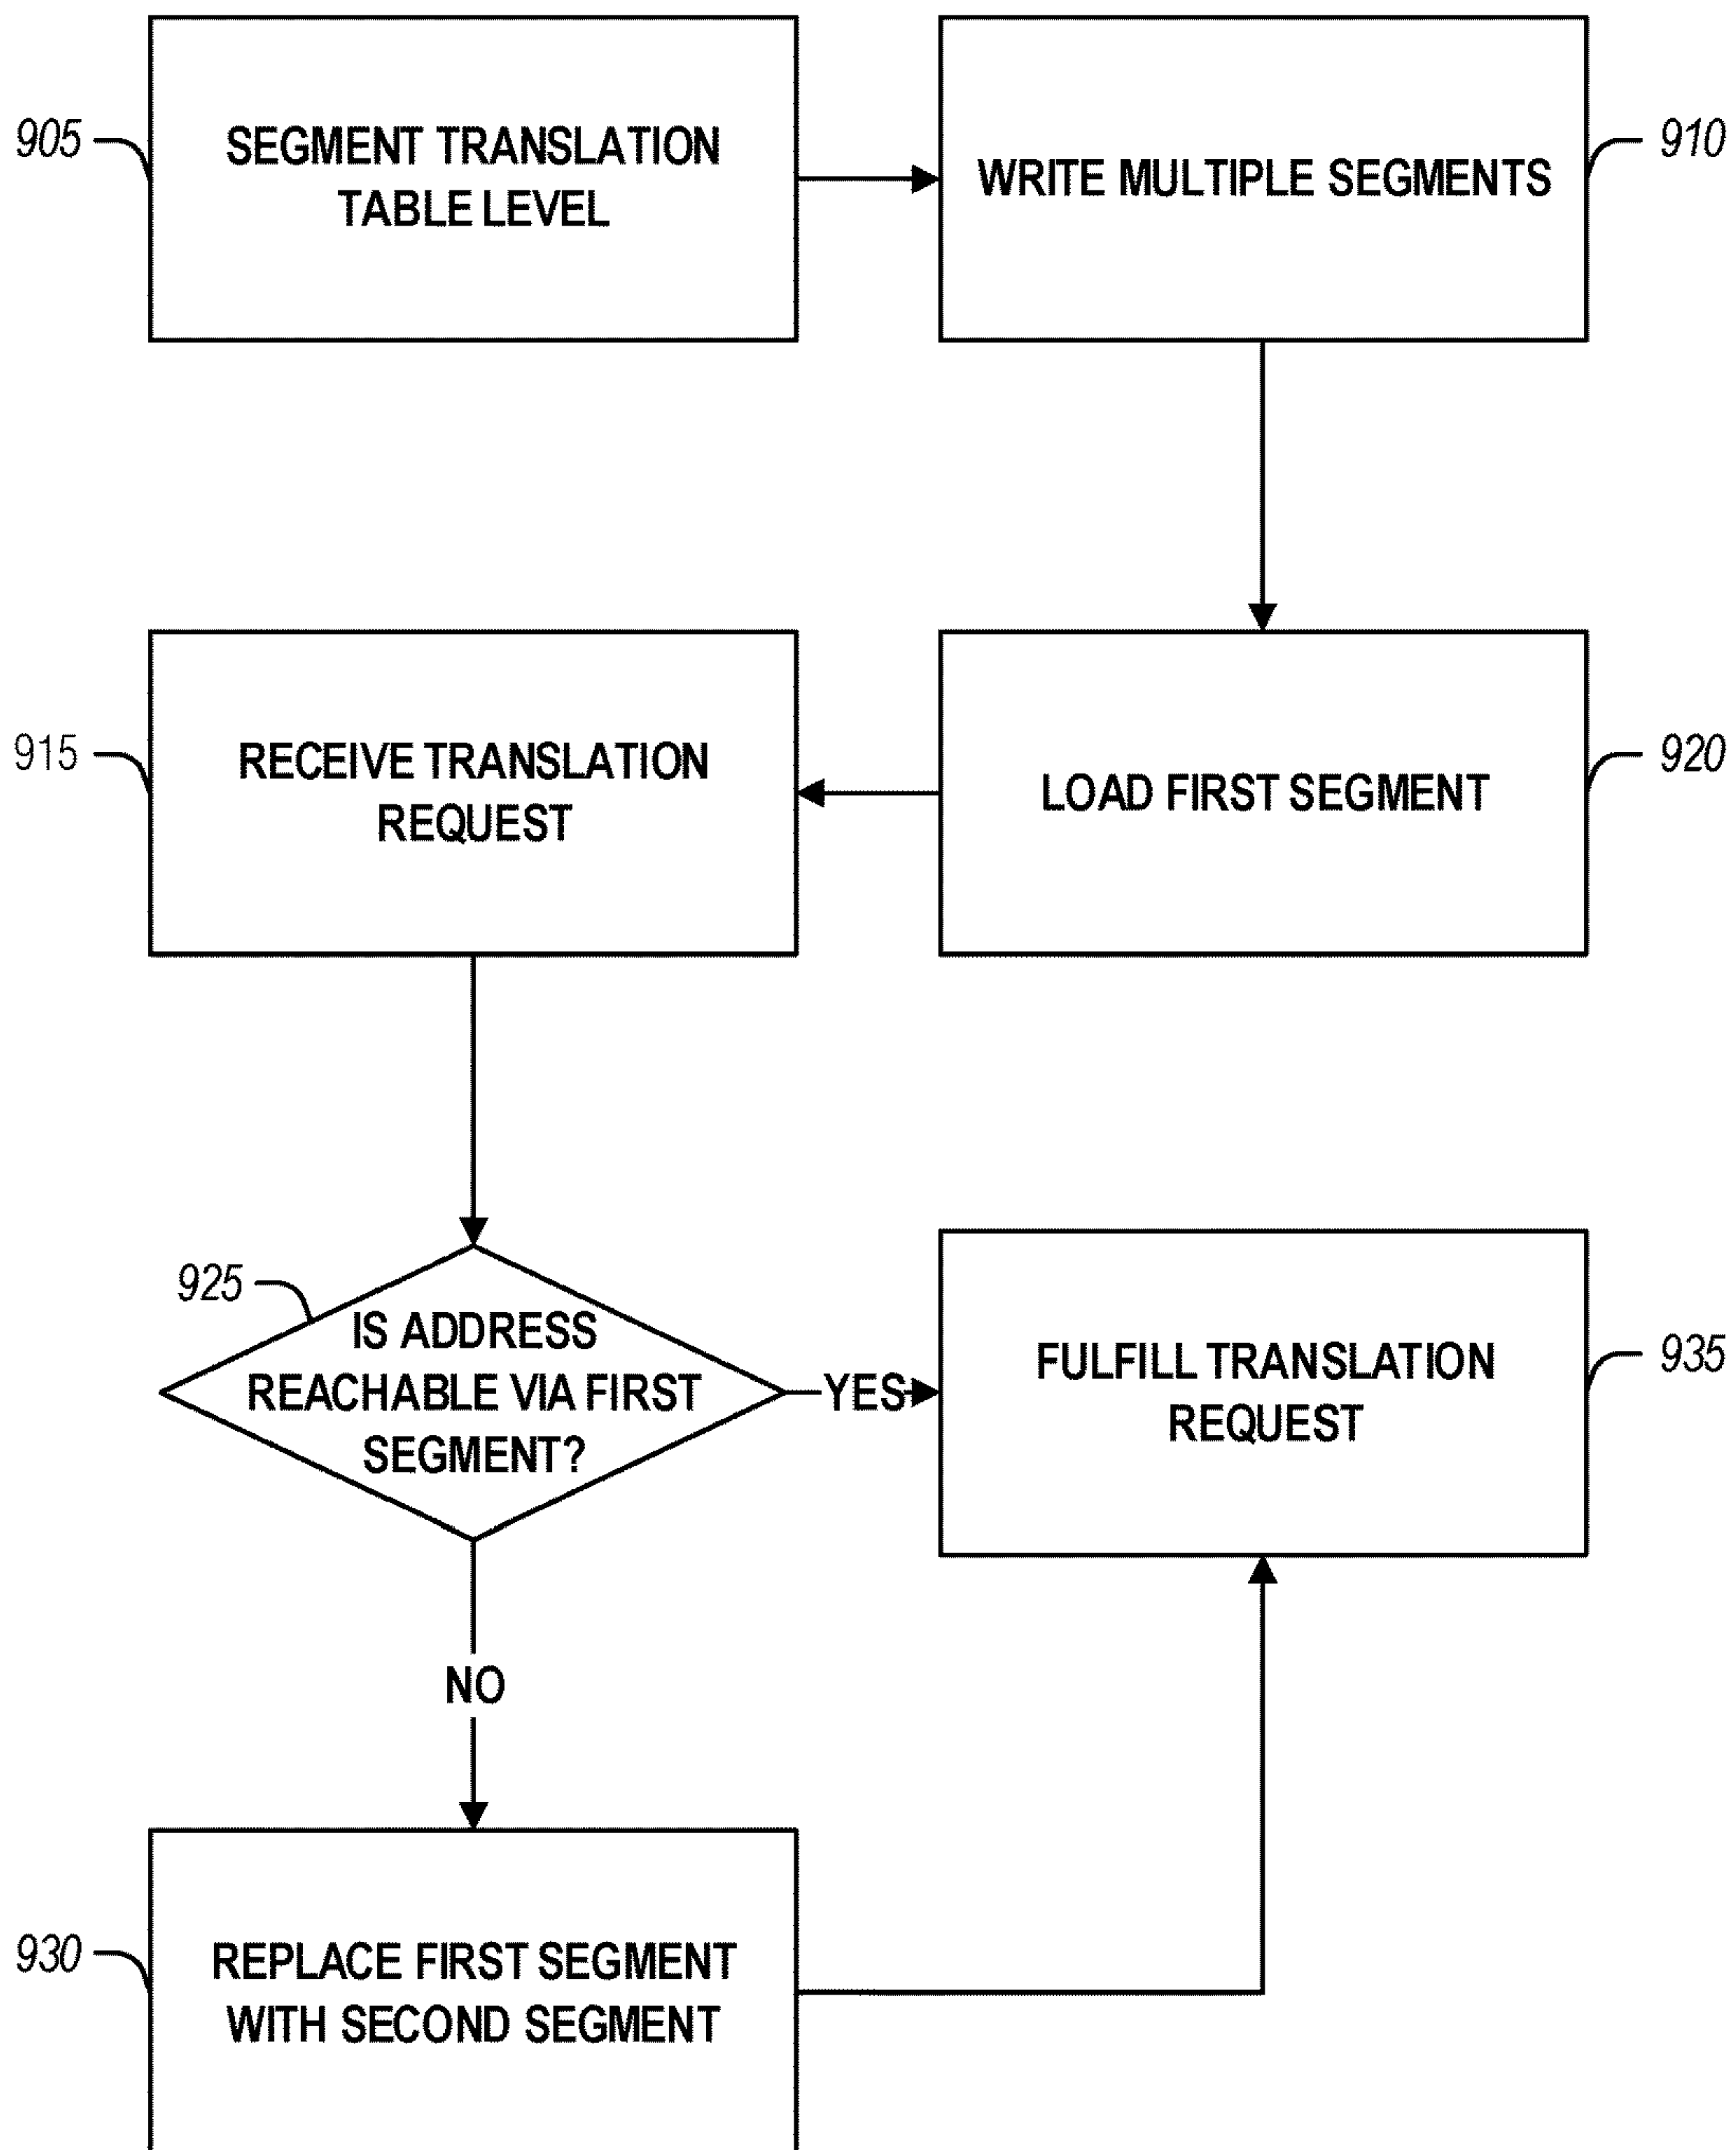 905
SEGMENT TRANSLATION
TABLE LEVEL
WRITE MULTIPLE SEGMENTS
910
915
RECEIVE TRANSLATION
REQUEST
LOAD FIRST SEGMENT
920
925
IS ADDRESS
REACHABLE VIA FIRST
SEGMENT?
YES
FULFILL TRANSLATION
REQUEST
935
NO
930
REPLACE FIRST SEGMENT
WITH SECOND SEGMENT